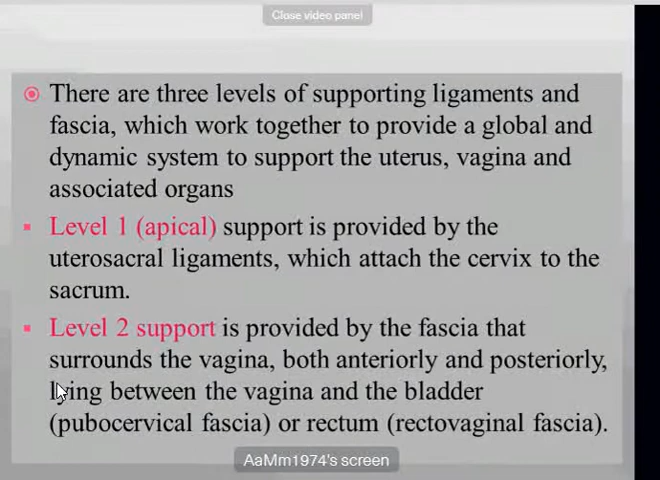 Close video panel
There are three levels of supporting ligaments and
fascia, which work together to provide a global and
dynamic system to support the uterus, vagina and
associated organs
Level 1 (apical) support is provided by the
uterosacral ligaments, which attach the cervix to the
sacrum.
Level 2 support is provided by the fascia that
surrounds the vagina, both anteriorly and posteriorly,
lying between the vagina and the bladder
(pubocervical fascia) or rectum (rectovaginal fascia).
AaMm1974's screen